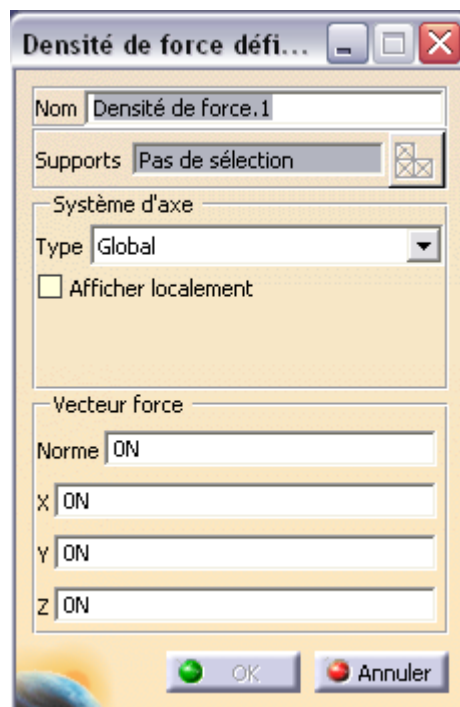 Densité de force défi...
Nom Densité de force.1
Supports Pas de sélection
Système d'axe
Type Global
Afficher localement
Vecteur force
Norme 0N
X 0N
Y 0N
Z 0N
OK Annuler